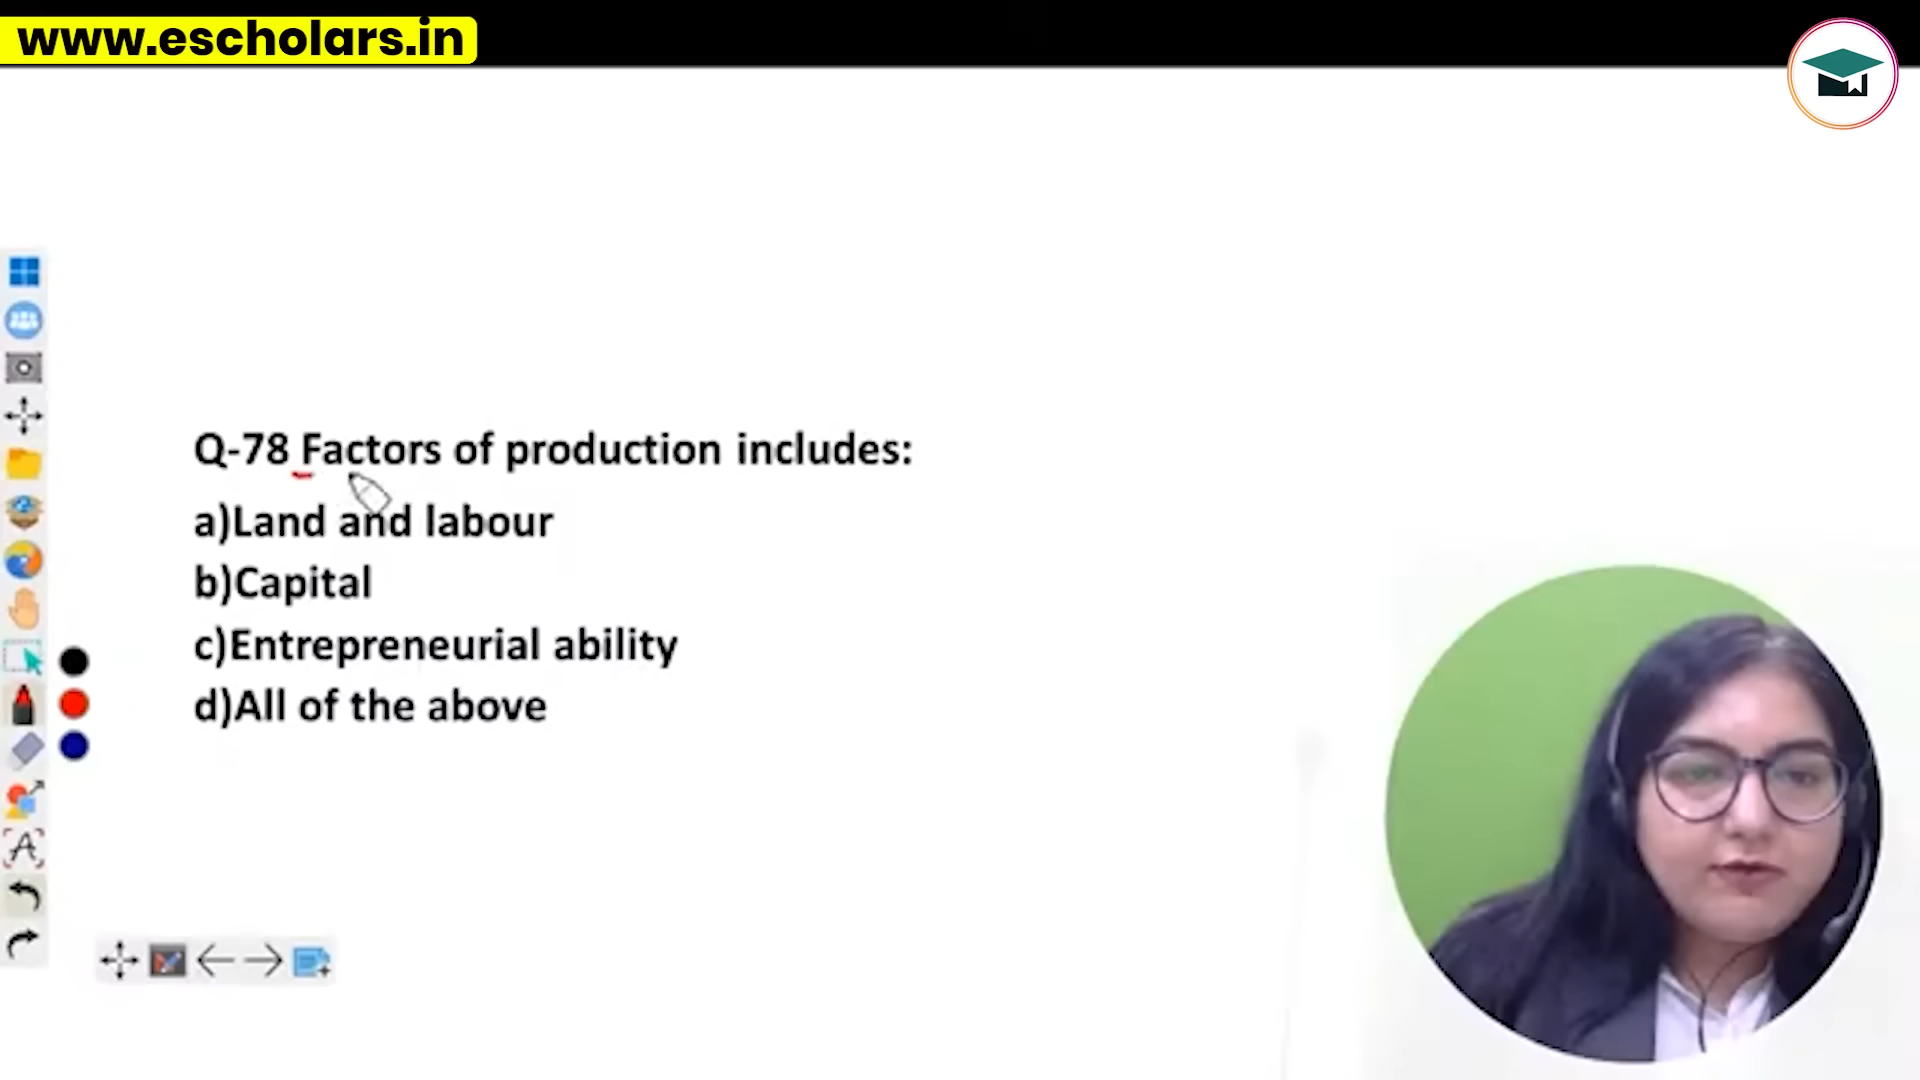 www.escholars.in
Q-78 Factors of production includes:
a)Land and labour
b)Capital
c)Entrepreneurial ability
d)All of the above